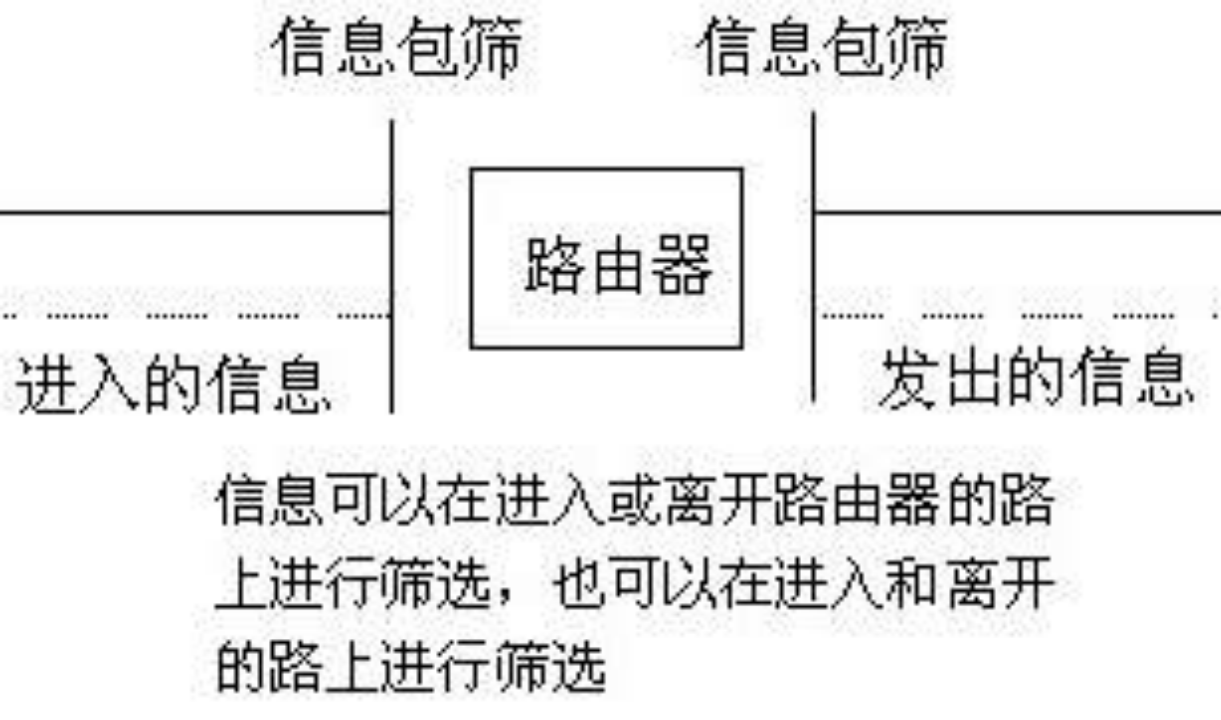 信息包筛
信息包筛
路由器
进入的信息
发出的信息
信息可以在进入或离开路由器的路
上进行筛选，也可以在进入和离开
的路上进行筛选